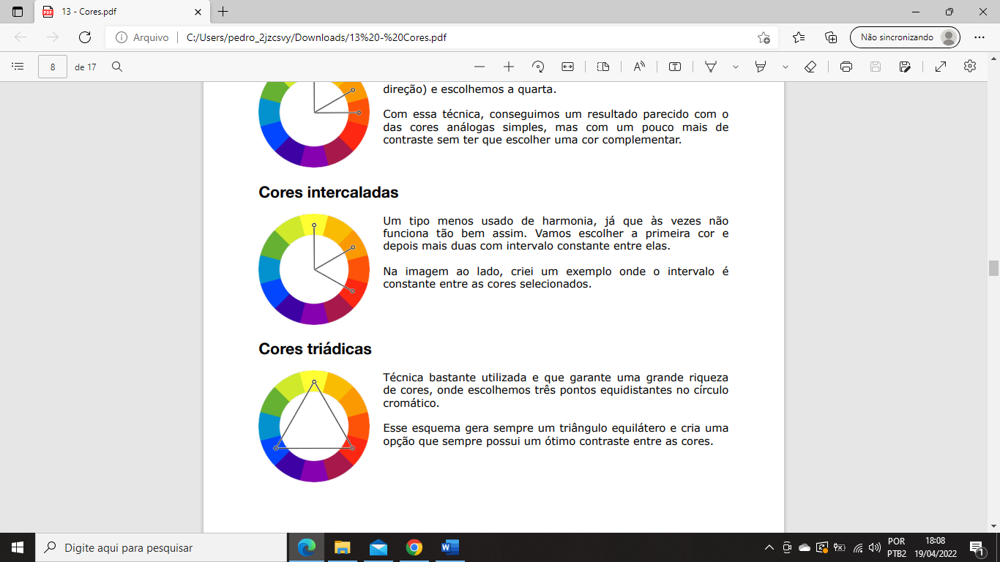 13 - Cores.pdf
Arquivo
C:/Users/pedro_2jzcsvy/Downloads/13%20-%20Cores.pdf
Não sincronizando
8
de 17
direção) e escolhemos a quarta.
Com essa técnica, conseguimos um resultado parecido com o
das cores análogas simples, mas com um pouco mais de
contraste sem ter que escolher uma cor complementar.
Cores intercaladas
Um tipo menos usado de harmonia, já que às vezes não
funciona tão bem assim. Vamos escolher a primeira cor e
depois mais duas com intervalo constante entre elas.
Na imagem ao lado, criei um exemplo onde o intervalo é
constante entre as cores selecionados.
Cores triádicas
Técnica bastante utilizada e que garante uma grande riqueza
de cores, onde escolhemos três pontos equidistantes no círculo
cromático.
Esse esquema gera sempre um triângulo equilátero e cria uma
opção que sempre possui um ótimo contraste entre as cores.
Digite aqui para pesquisar
POR
PTB2
18:08
19/04/2022
1